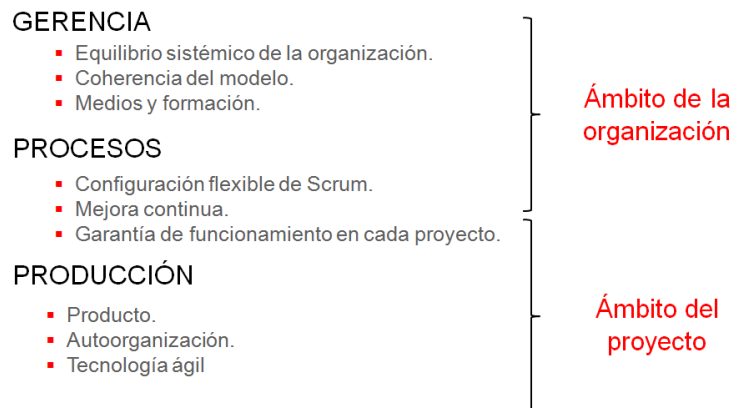 GERENCIA
Equilibrio sistémico de la organización.
Coherencia del modelo.
Medios y formación.
PROCESOS
Configuración flexible de Scrum.
Mejora continua.
Garantía de funcionamiento en cada proyecto.
PRODUCCIÓN
Producto.
Autoorganización.
Tecnología ágil
Ámbito de la
organización
Ámbito del
proyecto